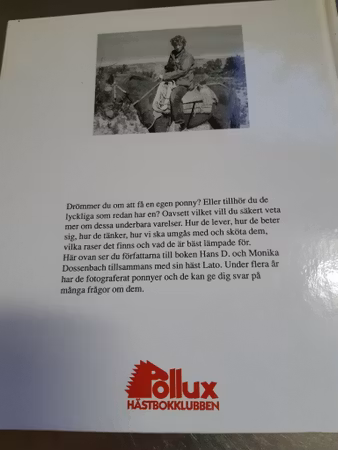 Drömmer du om att få en egen ponny? Eller tillhör du de
lyckliga som redan har en? Oavsett vilket vill du säkert veta
mer om dessa underbara varelser. Hur de lever, hur de beter
sig, hur de tänker, hur vi ska umgås med och sköta dem,
vilka raser det finns och vad de är bäst lämpade för.
Här ovan ser du författarna till boken Hans D. och Monika
Dossenbach tillsammans med sin häst Lato. Under flera år
har de fotograferat ponnyer och de kan ge dig svar på
många frågor om dem.
Pollux
HÄSTBOKKLUBBEN